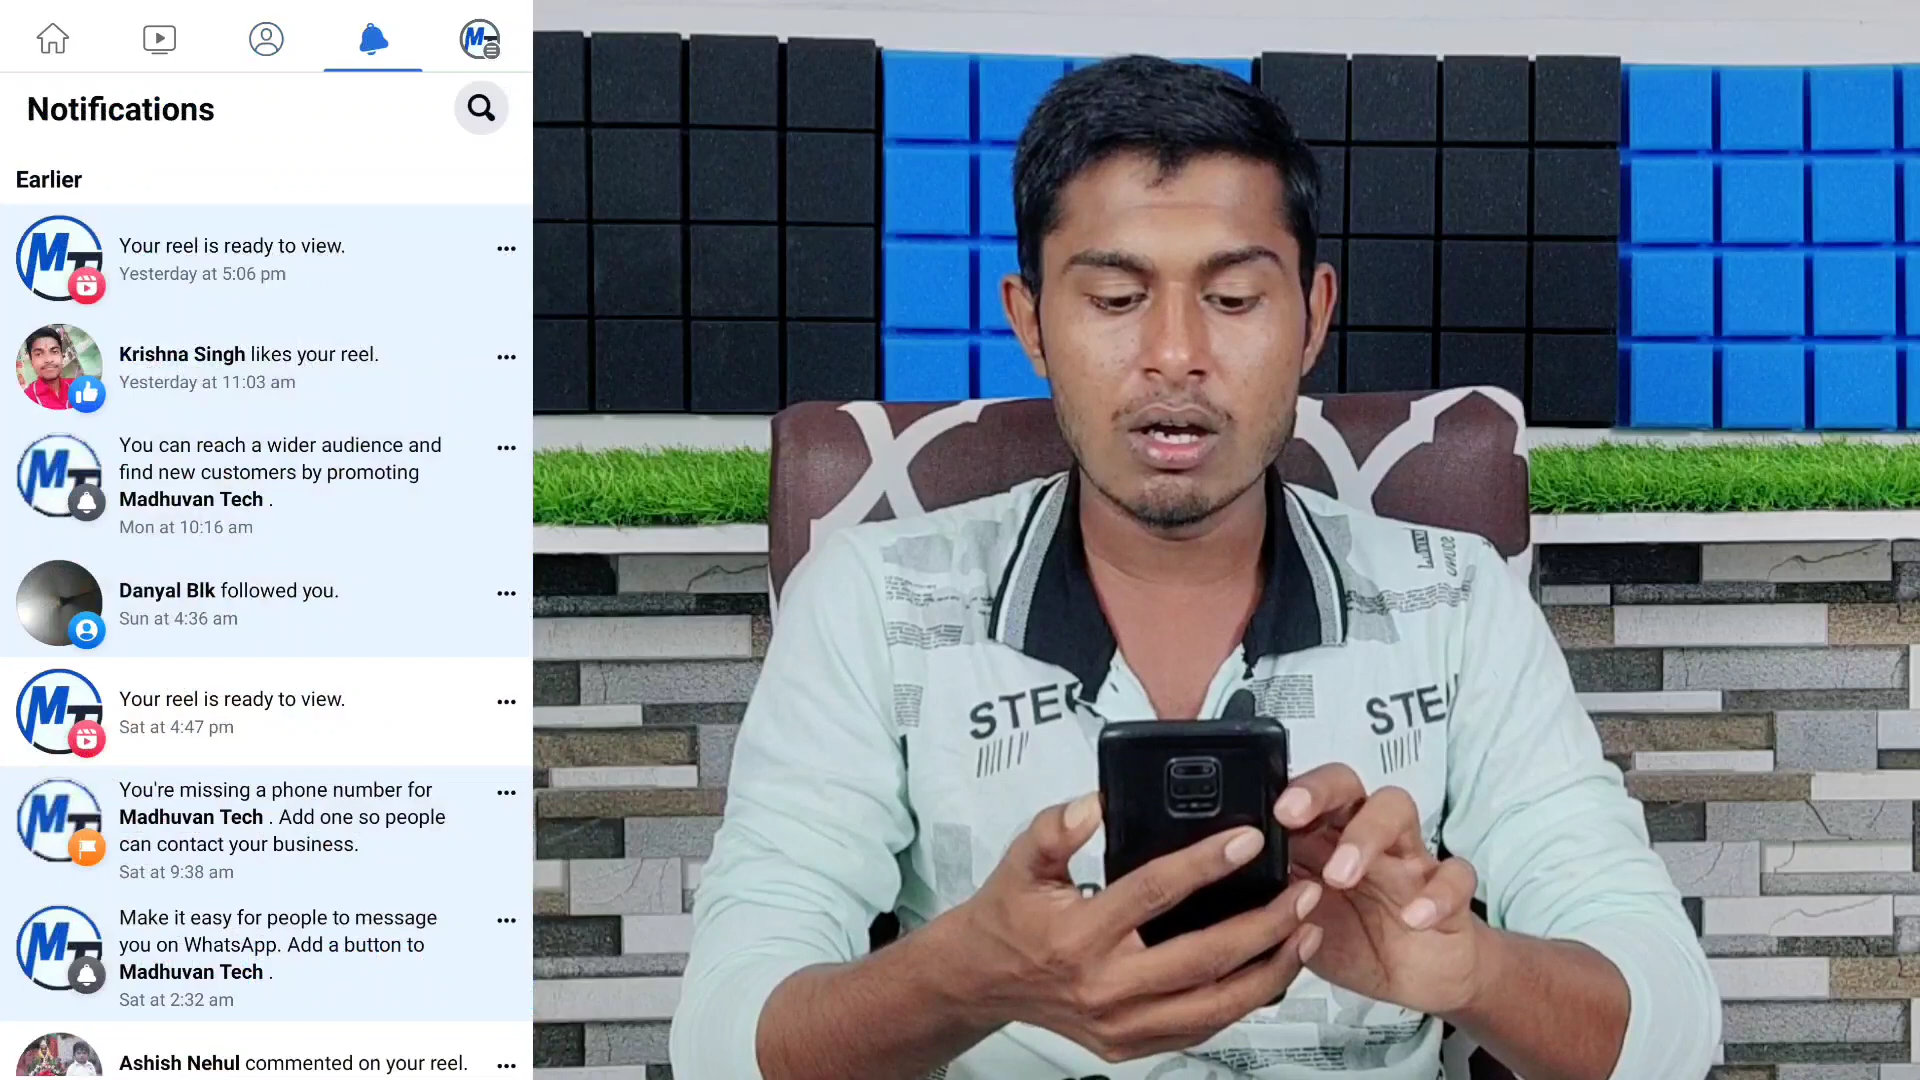 Notifications
Earlier
Your reel is ready to view.
Yesterday at 5:06 pm
Krishna Singh likes your reel.
Yesterday at 11:03 am
You can reach a wider audience and
find new customers by promoting
Madhuvan Tech .
Mon at 10:16 am
Danyal Blk followed you.
Sun at 4:36 am
Your reel is ready to view.
Sat at 4:47 pm
You're missing a phone number for
Madhuvan Tech . Add one so people
can contact your business.
Sat at 9:38 am
Make it easy for people to message
you on WhatsApp. Add a button to
Madhuvan Tech .
Sat at 2:32 am
Ashish Nehul commented on your reel.